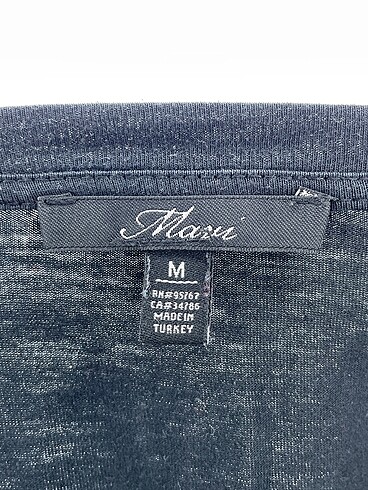 Mavi
M
RN#95767
CA#34786
MADE IN
TURKEY